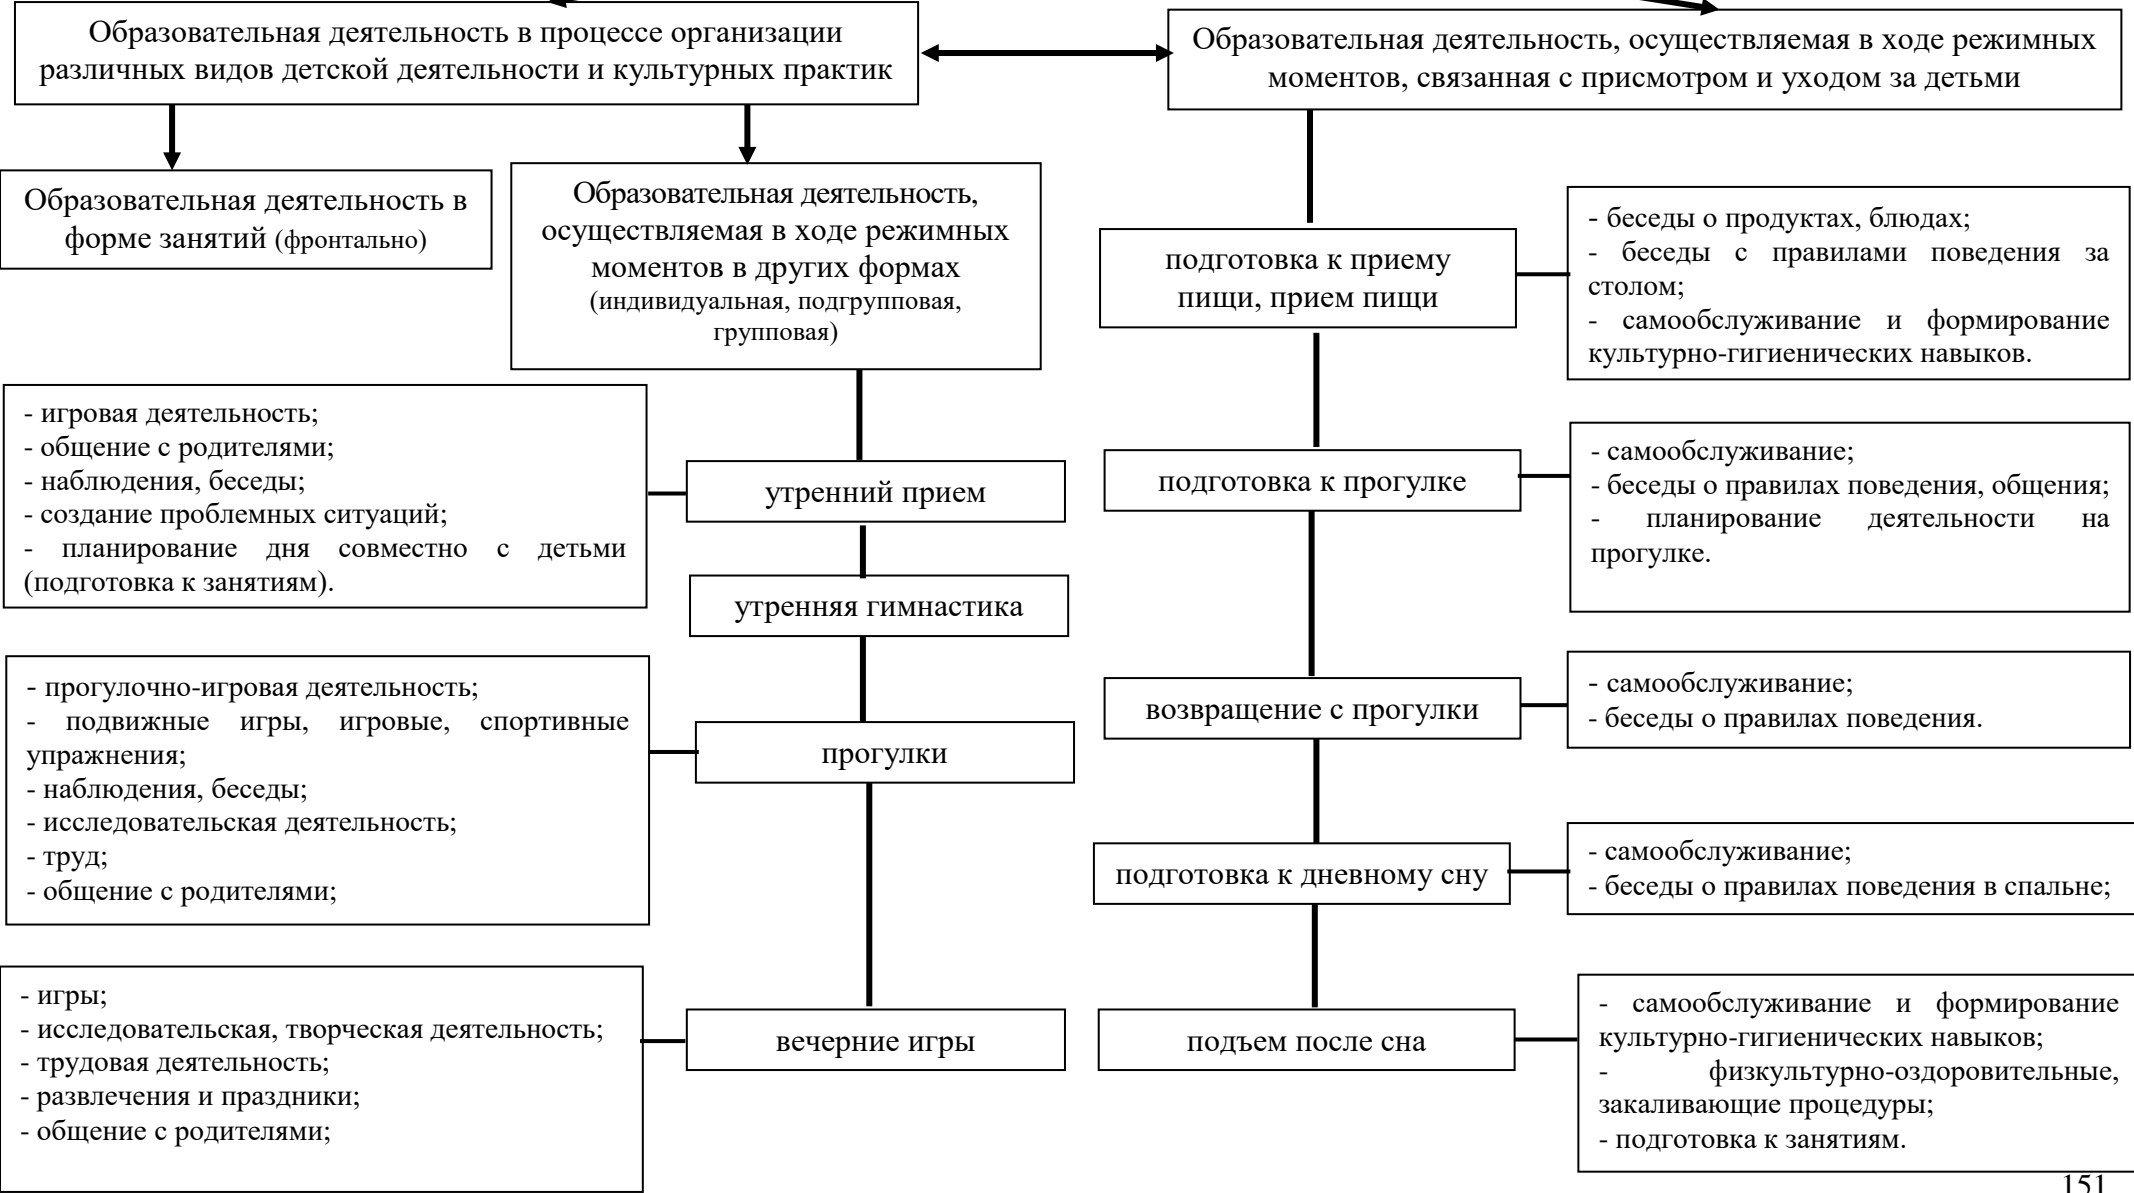 Образовательная деятельность в процессе организации
различных видов детской деятельности и культурных практик
Образовательная деятельность, осуществляемая в ходе режимных
моментов, связанная с присмотром и уходом за детьми
Образовательная деятельность в
форме занятий (фронтально)
Образовательная деятельность,
осуществляемая в ходе режимных
моментов в других формах
(индивидуальная, подгрупповая,
групповая)
подготовка к приему
пищи, прием пищи
- беседы о продуктах, блюдах;
- беседы с правилами поведения за
столом;
- самообслуживание и формирование
культурно-гигиенических навыков.
- игровая деятельность;
- общение с родителями;
- наблюдения, беседы;
- создание проблемных ситуаций;
- планирование дня совместно с детьми
(подготовка к занятиям).
утренний прием
подготовка к прогулке
- самообслуживание;
- беседы о правилах поведения, общения;
- планирование деятельности на
прогулке.
утренняя гимнастика
- прогулочно-игровая деятельность;
- подвижные игры, игровые, спортивные
упражнения;
- наблюдения, беседы;
- исследовательская деятельность;
- труд;
- общение с родителями;
прогулки
возвращение с прогулки
- самообслуживание;
- беседы о правилах поведения.
подготовка к дневному сну
- самообслуживание;
- беседы о правилах поведения в спальне;
- игры;
- исследовательская, творческая деятельность;
- трудовая деятельность;
- развлечения и праздники;
- общение с родителями;
вечерние игры
подъем после сна
- самообслуживание и формирование
культурно-гигиенических навыков;
- физкультурно-оздоровительные,
закаливающие процедуры;
- подготовка к занятиям.
151